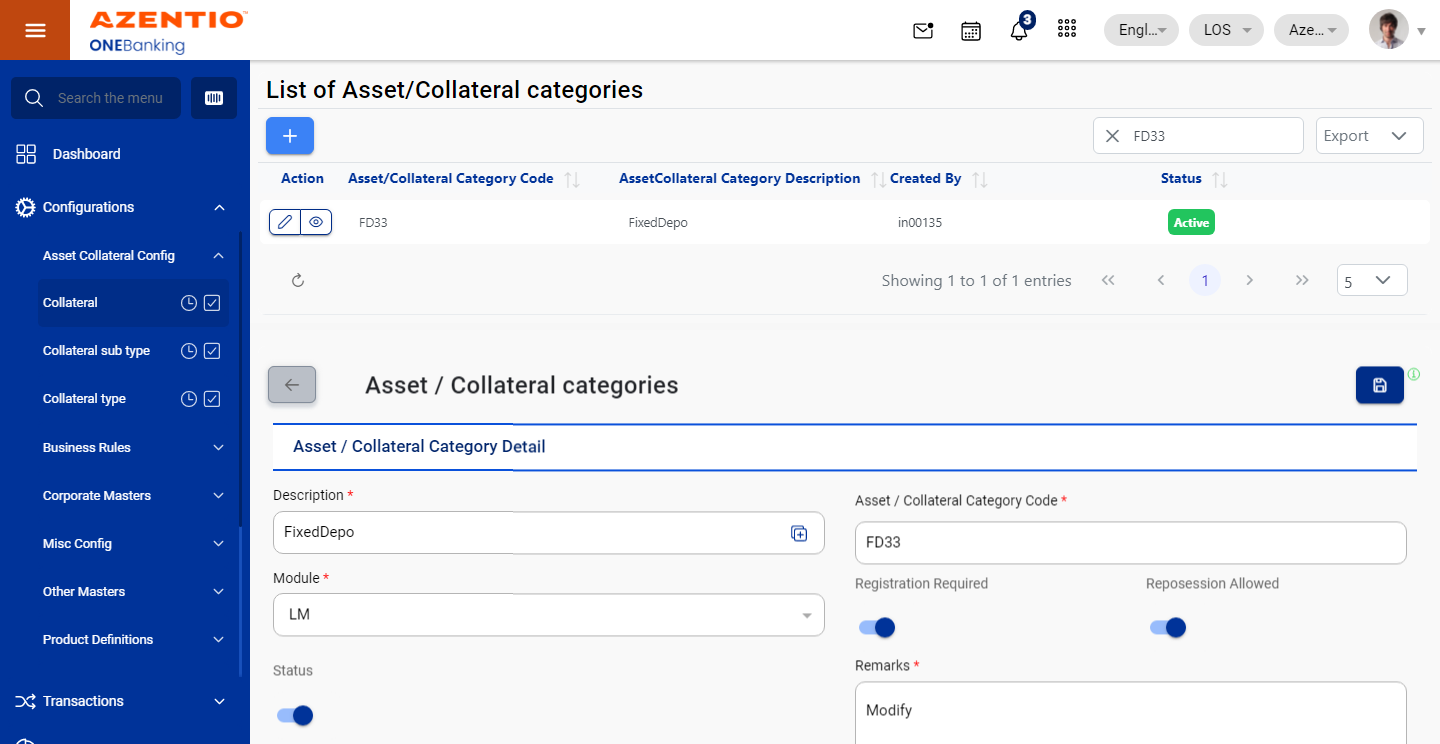 AZENTIO™
ONEBanking
3
Engl...
LOS
Aze...
Search the menu
Dashboard
Configurations
Asset Collateral Config
Collateral
Collateral sub type
Collateral type
Business Rules
Corporate Masters
Misc Config
Other Masters
Product Definitions
Transactions
List of Asset/Collateral categories
FD33
Export
Action Asset/Collateral Category Code AssetCollateral Category Description Created By Status
FD33 FixedDepo in00135 Active
Showing 1 to 1 of 1 entries 1 5
Asset / Collateral categories
Asset / Collateral Category Detail
Description *
FixedDepo
Asset / Collateral Category Code *
FD33
Module *
LM
Registration Required
Reposession Allowed
Status
Remarks *
Modify